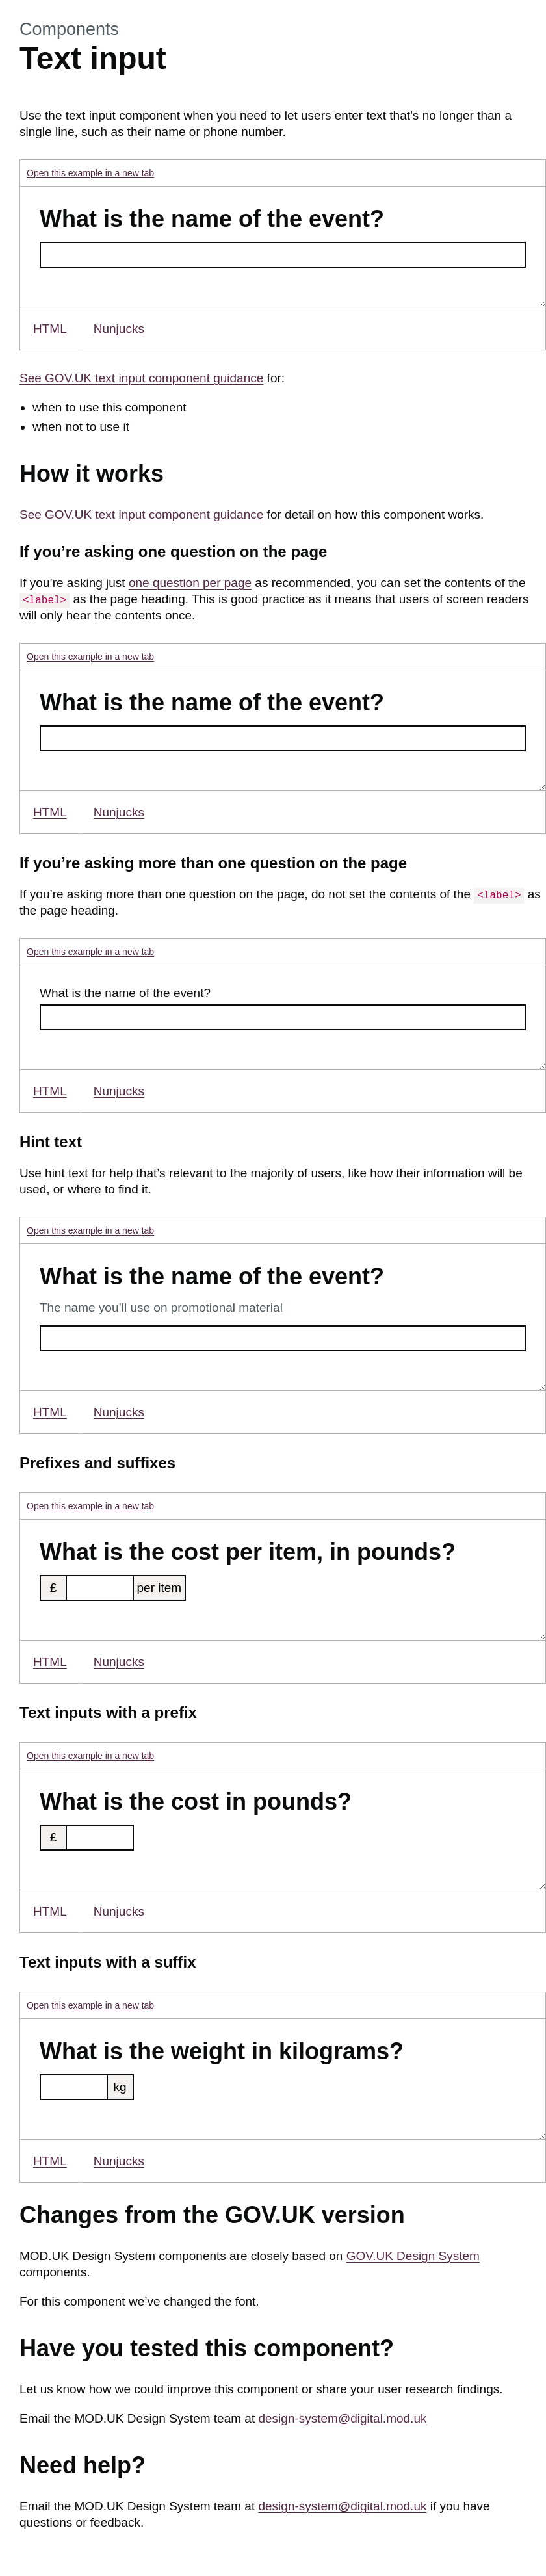 Components
Text input
Use the text input component when you need to let users enter text that’s no longer than a
single line, such as their name or phone number.
Open this example in a new tab
What is the name of the event?
HTML Nunjucks
See GOV.UK text input component guidance for:
• when to use this component
• when not to use it
How it works
See GOV.UK text input component guidance for detail on how this component works.
If you’re asking one question on the page
If you’re asking just one question per page as recommended, you can set the contents of the
<label> as the page heading. This is good practice as it means that users of screen readers
will only hear the contents once.
Open this example in a new tab
What is the name of the event?
HTML Nunjucks
If you’re asking more than one question on the page
If you’re asking more than one question on the page, do not set the contents of the <label> as
the page heading.
Open this example in a new tab
What is the name of the event?
HTML Nunjucks
Hint text
Use hint text for help that’s relevant to the majority of users, like how their information will be
used, or where to find it.
Open this example in a new tab
What is the name of the event?
The name you’ll use on promotional material
HTML Nunjucks
Prefixes and suffixes
Open this example in a new tab
What is the cost per item, in pounds?
£ per item
HTML Nunjucks
Text inputs with a prefix
Open this example in a new tab
What is the cost in pounds?
£
HTML Nunjucks
Text inputs with a suffix
Open this example in a new tab
What is the weight in kilograms?
kg
HTML Nunjucks
Changes from the GOV.UK version
MOD.UK Design System components are closely based on GOV.UK Design System
components.
For this component we’ve changed the font.
Have you tested this component?
Let us know how we could improve this component or share your user research findings.
Email the MOD.UK Design System team at design-system@digital.mod.uk
Need help?
Email the MOD.UK Design System team at design-system@digital.mod.uk if you have
questions or feedback.